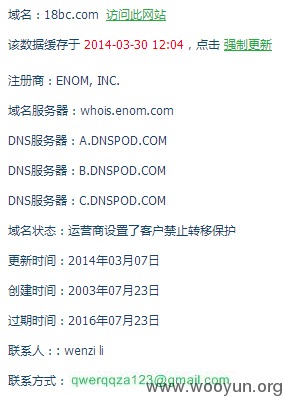 域名：18bc.com 访问此网站
该数据缓存于 2014-03-30 12:04，点击 强制更新
注册商：ENOM, INC.
域名服务器：whois.enom.com
DNS服务器：A.DNSPOD.COM
DNS服务器：B.DNSPOD.COM
DNS服务器：C.DNSPOD.COM
域名状态：运营商设置了客户禁止转移保护
更新时间：2014年03月07日
创建时间：2003年07月23日
过期时间：2016年07月23日
联系人：: wenzi li
联系方式：qwerqqza123@gmail.com
www.wooyun.org